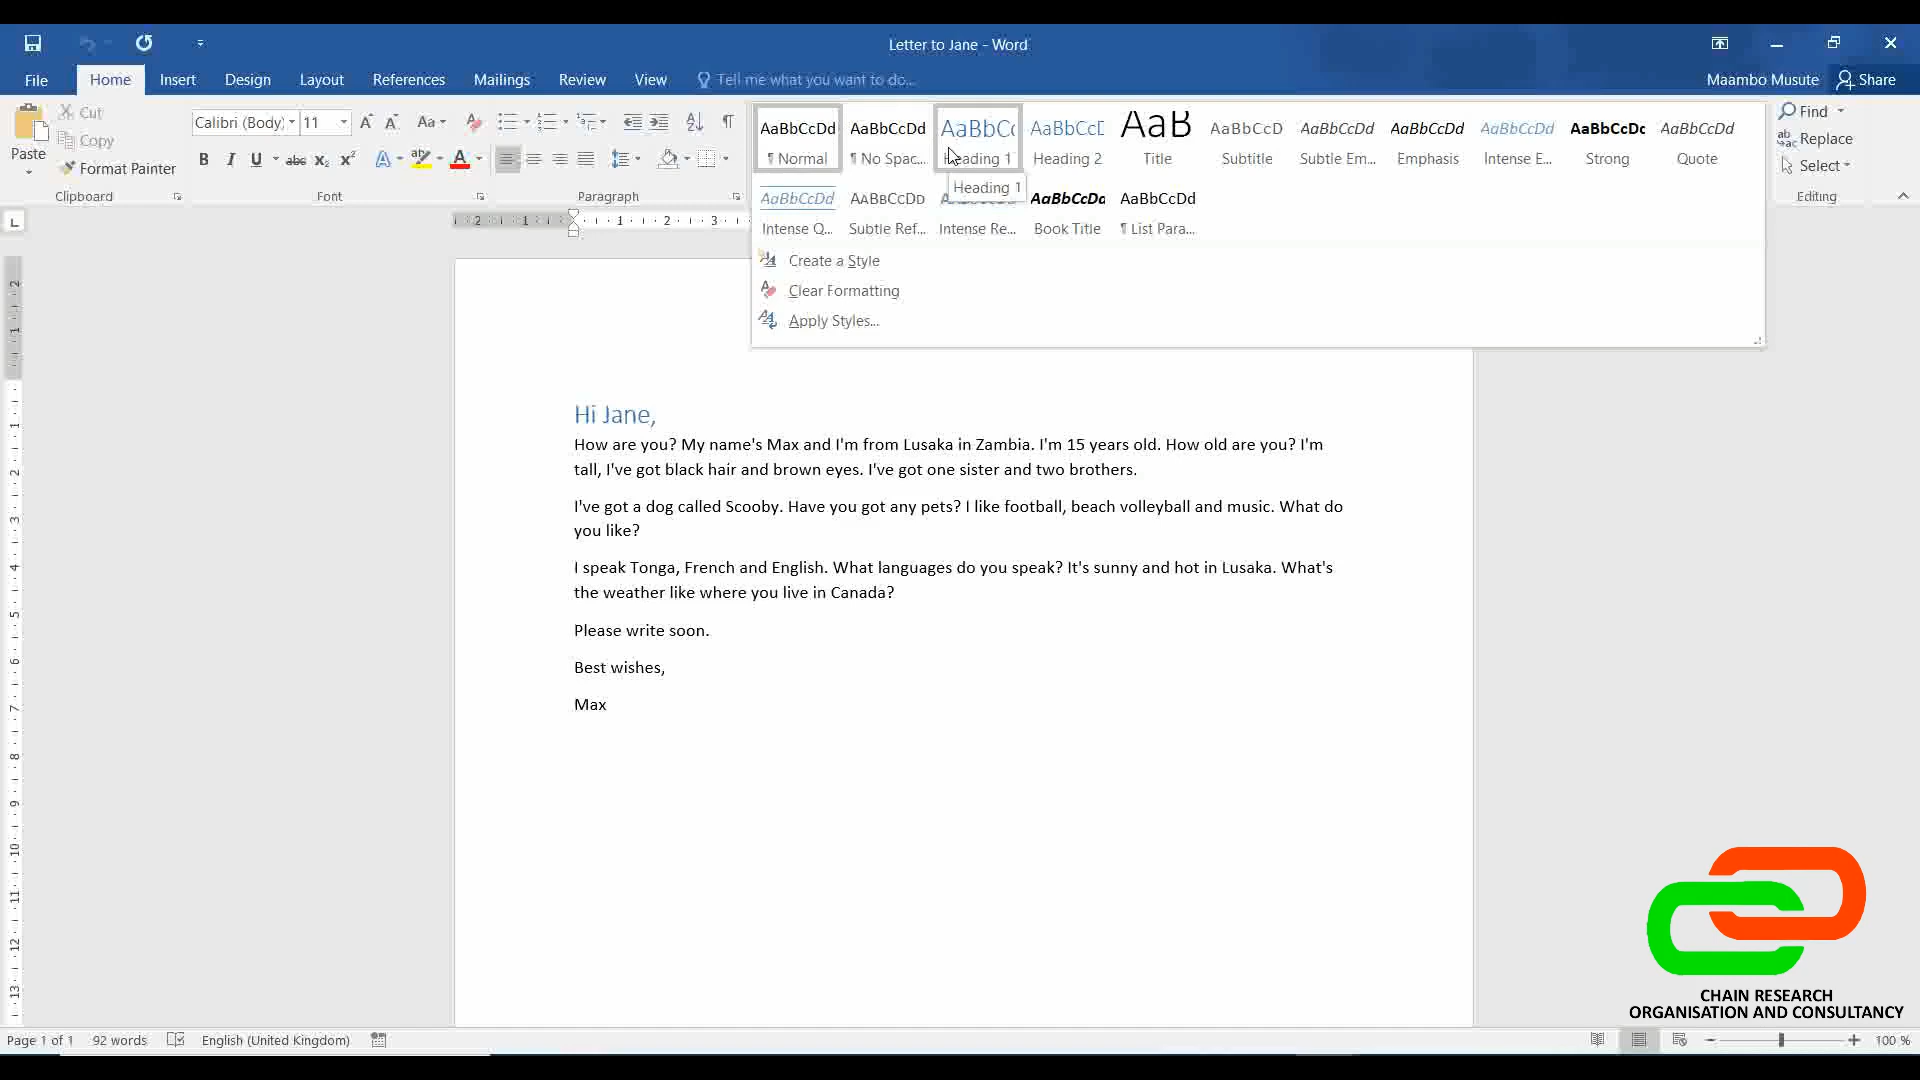 Letter to Jane - Word
File Home Insert Design Layout References Mailings Review View Tell me what you want to do... Maambo Musute Share
Paste
Cut
Copy
Format Painter
Clipboard
Calibri (Body) 11
Font
Paragraph
AaBbCcDd AaBbCcDd AaBbCc AaBbCcD AaB AaBbCcD AaBbCcDd AaBbCcDd AaBbCcDd AaBbCcDc AaBbCcDd
¶ Normal ¶ No Spac... Heading 1 Heading 2 Title Subtitle Subtle Em... Emphasis Intense E... Strong Quote
Heading 1
AaBbCcDd AaBbCcDd AaBbCcDd AaBbCcDd
Intense Q... Subtle Ref... Intense Re... Book Title ¶ List Para...
Create a Style
Clear Formatting
Apply Styles...
Find
Replace
Select
Editing
Hi Jane,
How are you? My name's Max and I'm from Lusaka in Zambia. I'm 15 years old. How old are you? I'm
tall, I've got black hair and brown eyes. I've got one sister and two brothers.
I've got a dog called Scooby. Have you got any pets? I like football, beach volleyball and music. What do
you like?
I speak Tonga, French and English. What languages do you speak? It's sunny and hot in Lusaka. What's
the weather like where you live in Canada?
Please write soon.
Best wishes,
Max
CHAIN RESEARCH
ORGANISATION AND CONSULTANCY
Page 1 of 1 92 words English (United Kingdom) 100 %